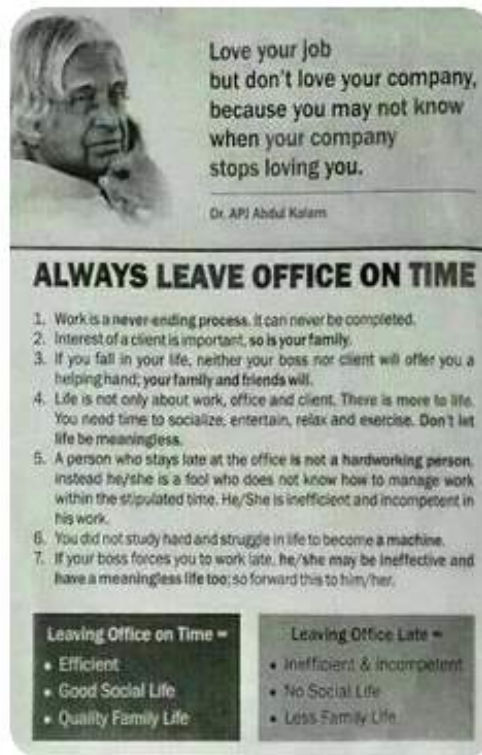 Love your job
but don't love your company,
because you may not know
when your company
stops loving you.
Dr. APJ Abdul Kalam
ALWAYS LEAVE OFFICE ON TIME
1. Work is a never-ending process. It can never be completed.
2. Interest of a client is important, so is your family.
3. If you fall in your life, neither your boss nor client will offer you a
helping hand; your family and friends will.
4. Life is not only about work, office and client. There is more to life.
You need time to socialize, entertain, relax and exercise. Don't let
life be meaningless.
5. A person who stays late at the office is not a hardworking person,
instead he/she is a fool who does not know how to manage work
within the stipulated time. He/She is inefficient and incompetent in
his work.
6. You did not study hard and struggle in life to become a machine.
7. If your boss forces you to work late, he/she may be ineffective and
have a meaningless life too; so forward this to him/her.
Leaving Office on Time =
• Efficient
• Good Social Life
• Quality Family Life
Leaving Office Late =
• Inefficient & incompetent
• No Social Life
• Less Family Life